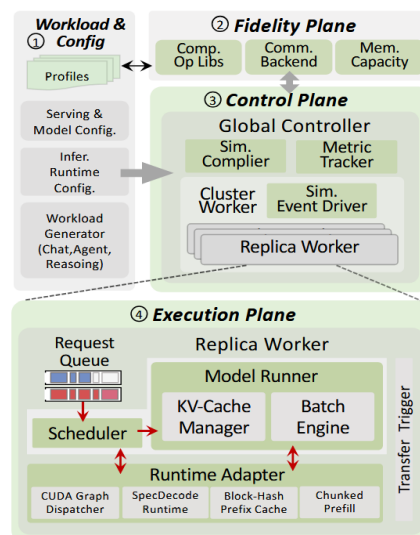 ① Workload & Config
Profiles
Serving &
Model Config.
Infer.
Runtime
Config.
Workload
Generator
(Chat,Agent,
Reasoing)
② Fidelity Plane
Comp.
Op Libs
Comm.
Backend
Mem.
Capacity
③ Control Plane
Global Controller
Sim.
Complier
Metric
Tracker
Cluster
Worker
Sim.
Event Driver
Replica Worker
④ Execution Plane
Request
Queue
Replica Worker
Model Runner
KV-Cache
Manager
Batch
Engine
Scheduler
Transfer Trigger
Runtime Adapter
CUDA Graph
Dispatcher
SpecDecode
Runtime
Block-Hash
Prefix Cache
Chunked
Prefill